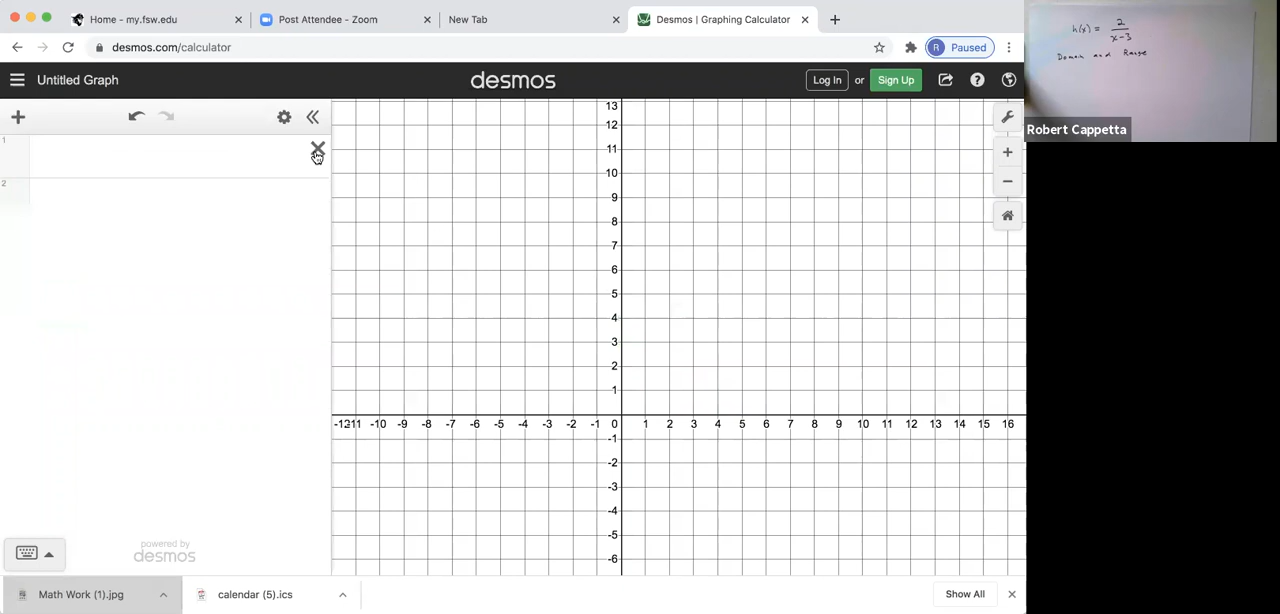 Home - my.fsw.edu
Post Attendee - Zoom
New Tab
Desmos | Graphing Calculator
desmos.com/calculator
R Paused
Untitled Graph
desmos
Log In or Sign Up
1
2
powered by
desmos
13
12
11
10
9
8
7
6
5
4
3
2
1
-12 11 -10 -9 -8 -7 -6 -5 -4 -3 -2 -1 0 1 2 3 4 5 6 7 8 9 10 11 12 13 14 15 16
-1
-2
-3
-4
-5
-6
Math Work (1).jpg
calendar (5).ics
Show All
h(x) = 2
x-3
Domain and Range
Robert Cappetta